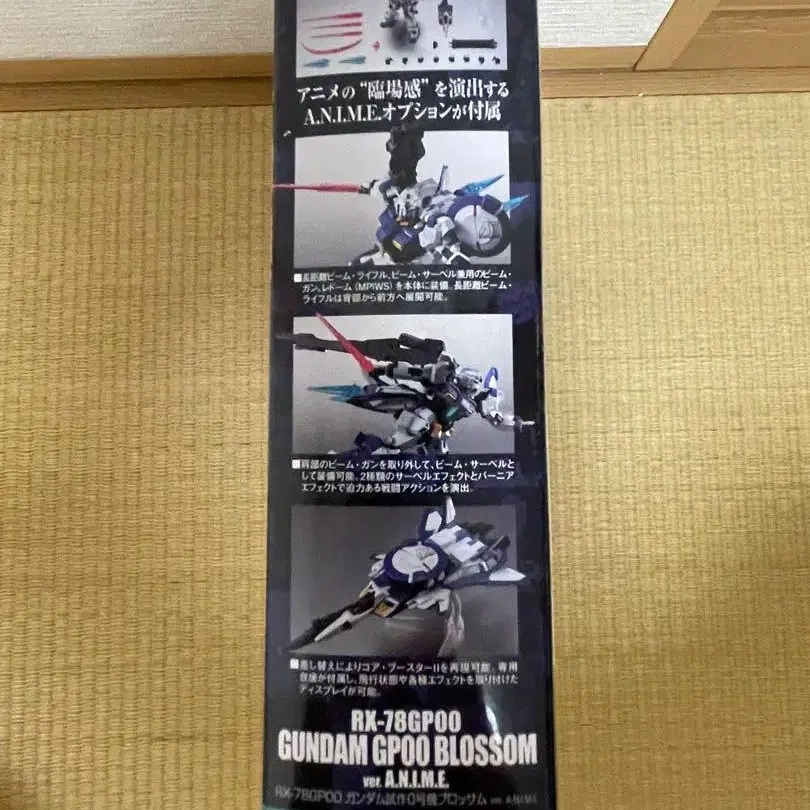 アニメの“臨場感”を演出する
A.N.I.M.E.オプションが付属
■長距離ビーム・ライフル、ビーム・サーベル兼用のビーム・
ガン、レドーム（MPIWS）を本体に装備。長距離ビーム・
ライフルは背部から前方へ展開可能。
■肩部のビーム・ガンを取り外して、ビーム・サーベルと
して装備可能。2種類のサーベルエフェクトとバーニア
エフェクトで迫力ある戦闘アクションを演出。
■差し替えによりコア・ブースターIIを再現可能。専用
台座が付属し、飛行状態や各種エフェクトを取り付けた
ディスプレイが可能。
RX-78GP00
GUNDAM GP00 BLOSSOM
ver. A.N.I.M.E.
RX-78GP00 ガンダム試作0号機ブロッサム ver. A.N.I.M.E.